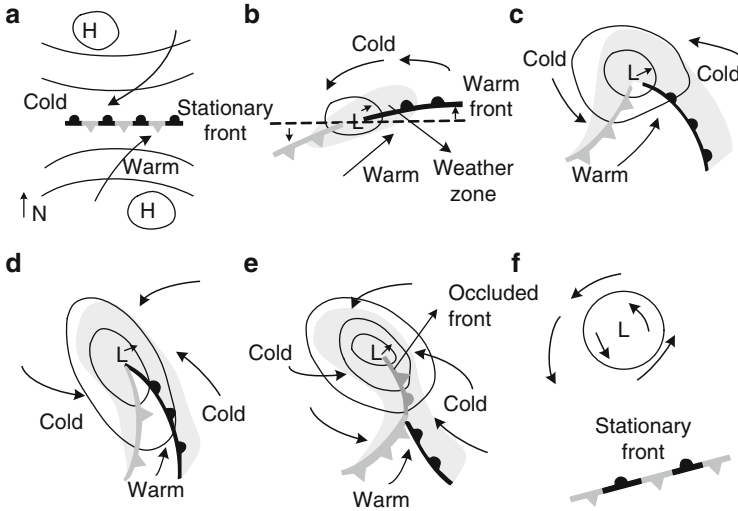 a
H
Cold
Stationary
front
Warm
N
H
b
Cold
Warm
front
L
Warm
Weather
zone
c
Cold
L
Cold
Warm
d
L
Cold
Cold
Warm
e
Occluded
front
L
Cold
Cold
Warm
f
L
Stationary
front